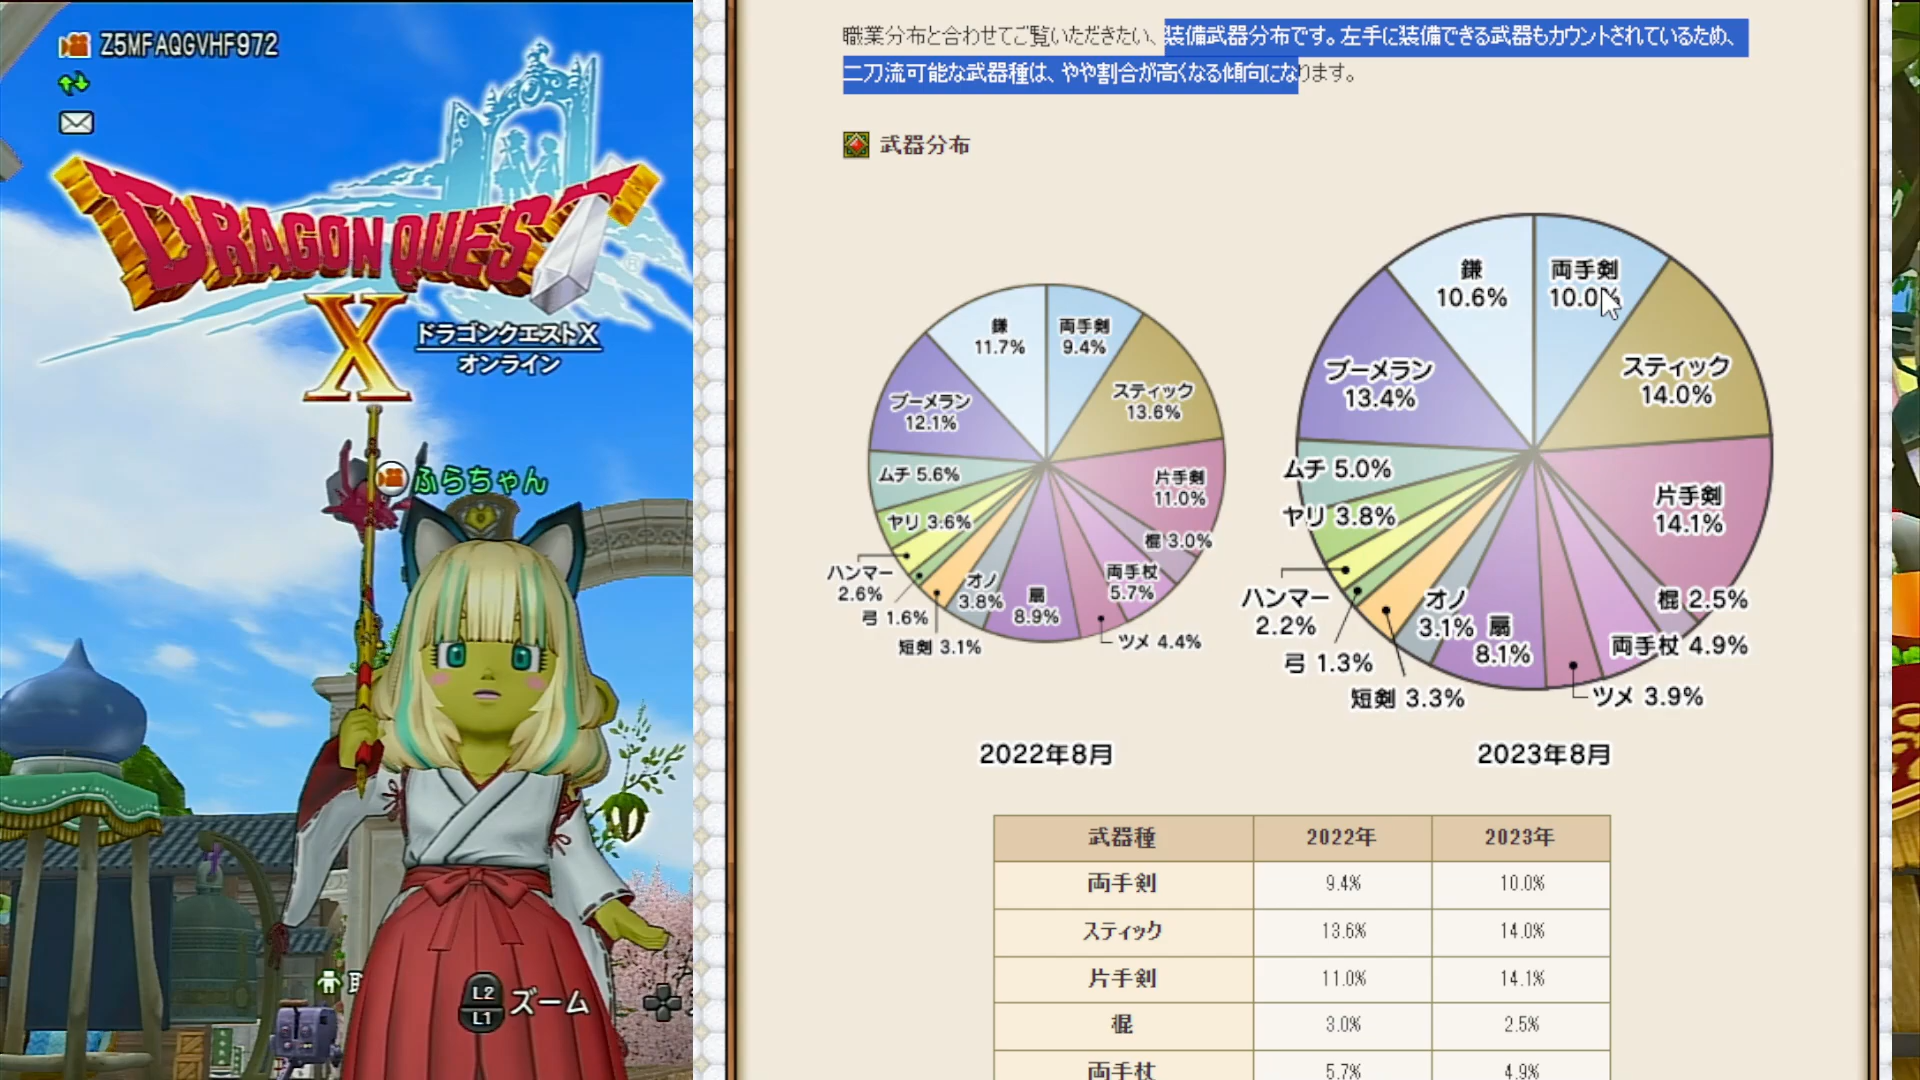 Z5MFAQGVHF972
DRAGON QUEST
X
ドラゴンクエストX
オンライン
ふらちゃん
L2
L1
ズーム
職業分布と合わせてご覧いただきたい、装備武器分布です。左手に装備できる武器もカウントされているため、
二刀流可能な武器種は、やや割合が高くなる傾向になります。
武器分布
鎌
11.7%
両手剣
9.4%
スティック
13.6%
ブーメラン
12.1%
ムチ 5.6%
片手剣
11.0%
ヤリ 3.6%
棍 3.0%
ハンマー
2.6%
両手杖
5.7%
オノ
3.8%
扇
8.9%
弓 1.6%
短剣 3.1%
ツメ 4.4%
2022年8月
鎌
10.6%
両手剣
10.0%
スティック
14.0%
ブーメラン
13.4%
ムチ 5.0%
片手剣
14.1%
ヤリ 3.8%
ハンマー
2.2%
オノ
3.1%
扇
8.1%
棍 2.5%
両手杖 4.9%
弓 1.3%
短剣 3.3%
ツメ 3.9%
2023年8月
武器種 2022年 2023年
両手剣 9.4% 10.0%
スティック 13.6% 14.0%
片手剣 11.0% 14.1%
棍 3.0% 2.5%
両手杖 5.7% 4.9%